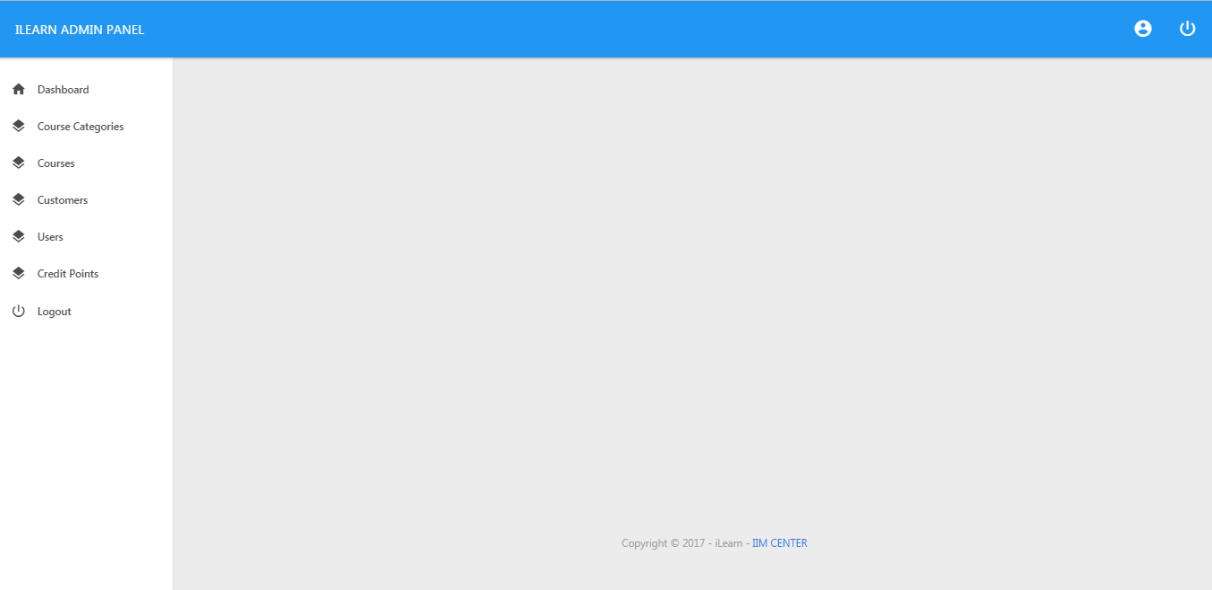 ILEARN ADMIN PANEL
Dashboard
Course Categories
Courses
Customers
Users
Credit Points
Logout
Copyright © 2017 - iLearn - IIM CENTER